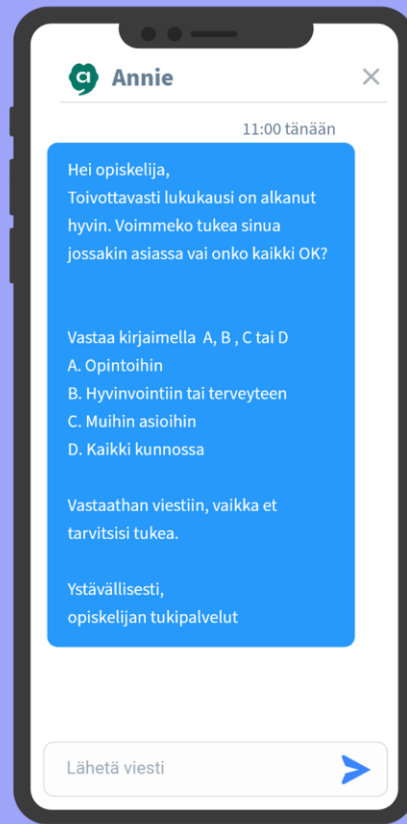 a Annie
11:00 tänään
Hei opiskelija,
Toivottavasti lukukausi on alkanut
hyvin. Voimmeko tukea sinua
jossakin asiassa vai onko kaikki OK?
Vastaa kirjaimella  A, B , C tai D
A. Opintoihin
B. Hyvinvointiin tai terveyteen
C. Muihin asioihin
D. Kaikki kunnossa
Vastaathan viestiin, vaikka et
tarvitsisi tukea.
Ystävällisesti,
opiskelijan tukipalvelut
Lähetä viesti